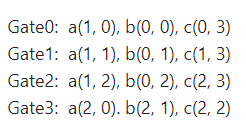 Gate0: a(1, 0), b(0, 0), c(0, 3)
Gate1: a(1, 1), b(0, 1), c(1, 3)
Gate2: a(1, 2), b(0, 2), c(2, 3)
Gate3: a(2, 0). b(2, 1), c(2, 2)